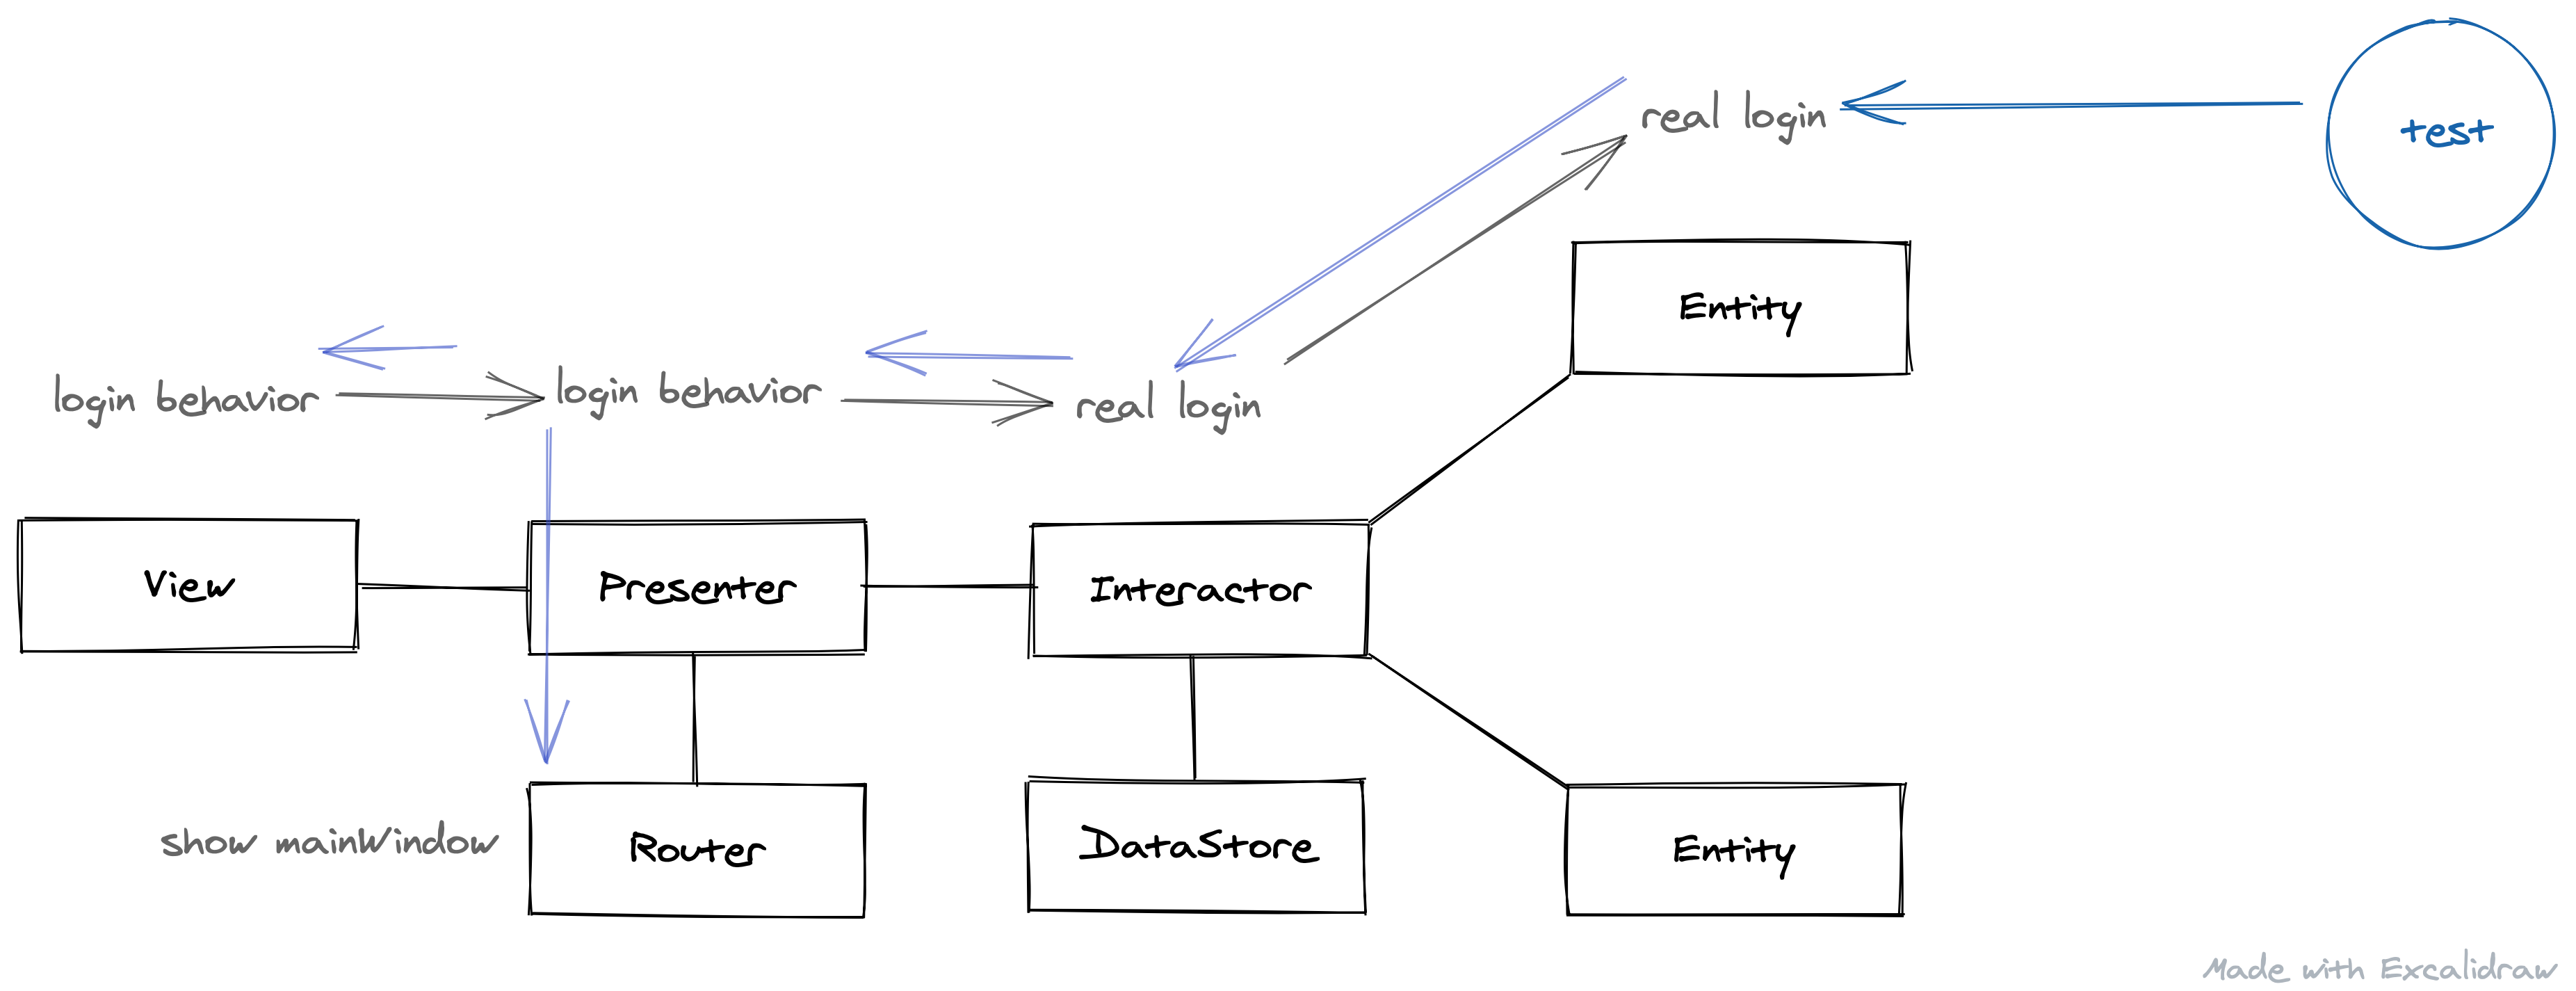 real login
test
Entity
login behavior
login behavior
real login
View
Presenter
Interactor
show mainWindow
Router
DataStore
Entity
Made with Excalidraw